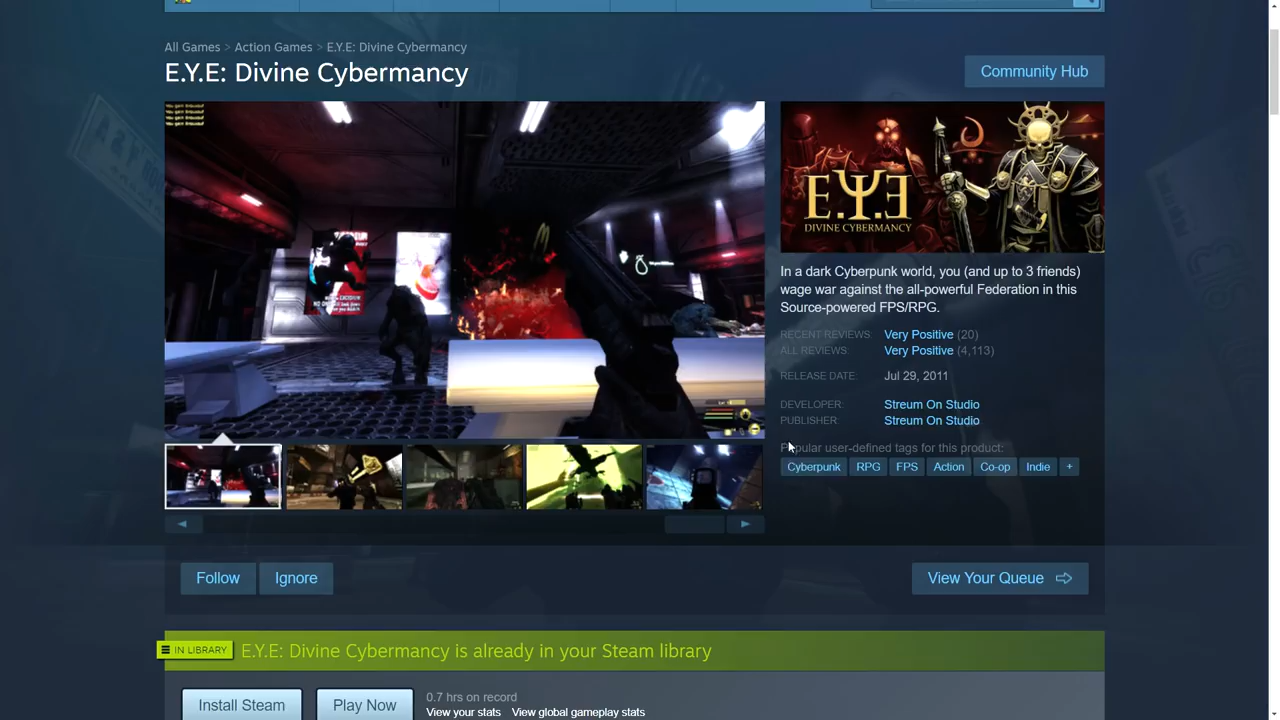 All Games > Action Games > E.Y.E: Divine Cybermancy
E.Y.E: Divine Cybermancy
Community Hub
E.Y.E
DIVINE CYBERMANCY
In a dark Cyberpunk world, you (and up to 3 friends)
wage war against the all-powerful Federation in this
Source-powered FPS/RPG.
RECENT REVIEWS: Very Positive (20)
ALL REVIEWS: Very Positive (4,113)
RELEASE DATE: Jul 29, 2011
DEVELOPER: Streum On Studio
PUBLISHER: Streum On Studio
Popular user-defined tags for this product:
Cyberpunk RPG FPS Action Co-op Indie +
Follow Ignore View Your Queue
IN LIBRARY E.Y.E: Divine Cybermancy is already in your Steam library
Install Steam Play Now 0.7 hrs on record
View your stats View global gameplay stats